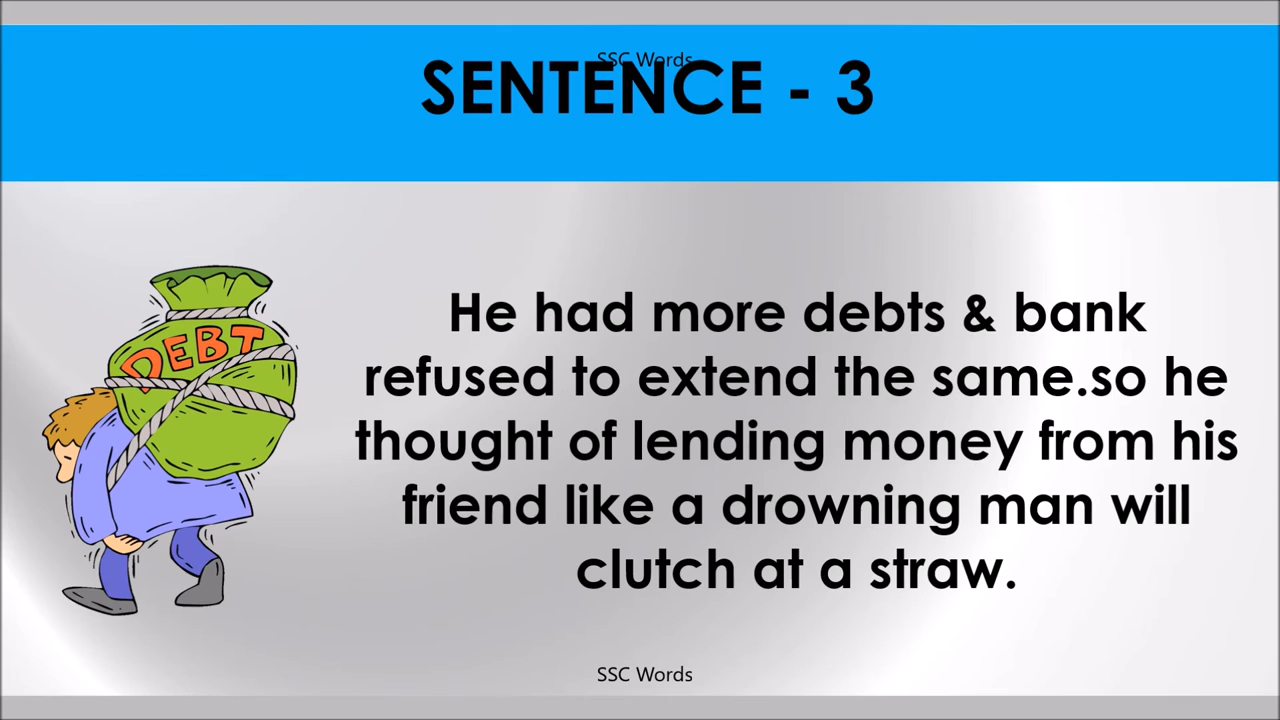 SSC Words
SENTENCE - 3
DEBT
He had more debts & bank
refused to extend the same.so he
thought of lending money from his
friend like a drowning man will
clutch at a straw.
SSC Words